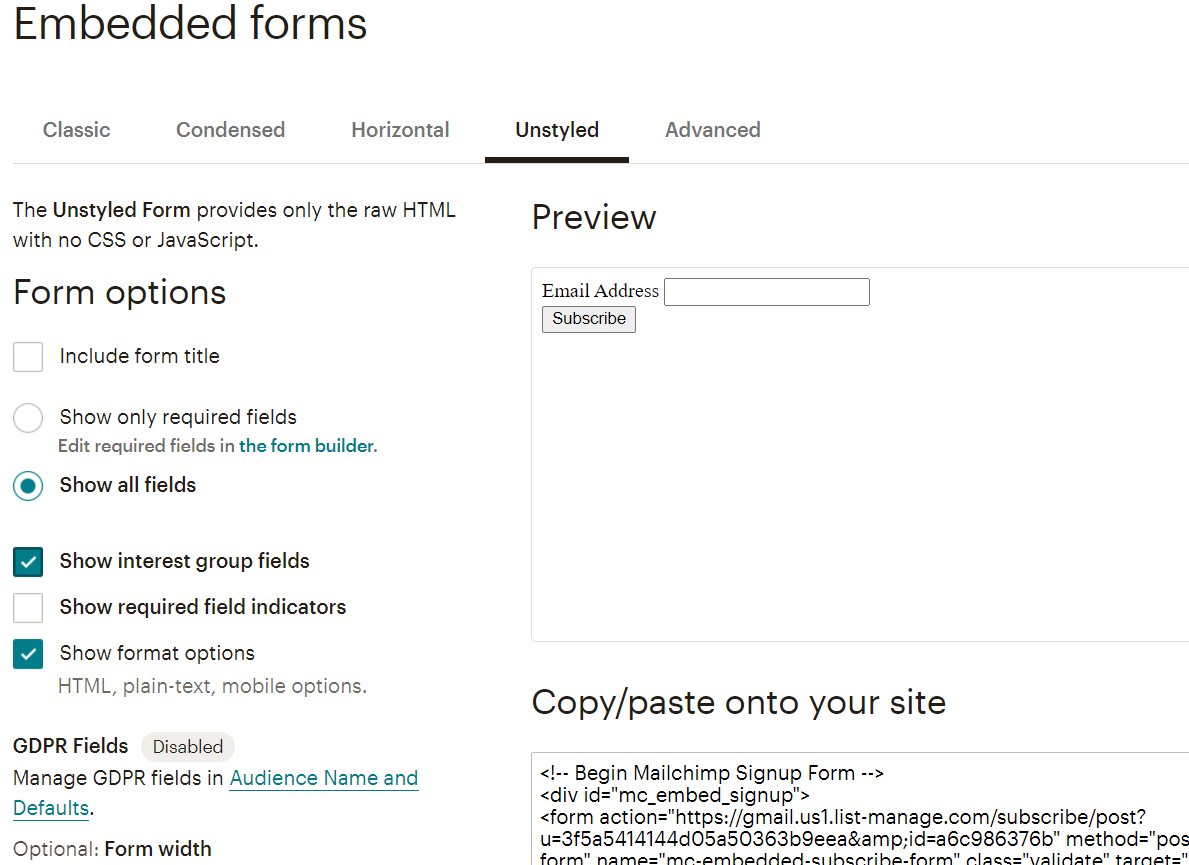 Embedded forms
Classic
Condensed
Horizontal
Unstyled
Advanced
The Unstyled Form provides only the raw HTML
with no CSS or JavaScript.
Form options
Include form title
Show only required fields
Edit required fields in the form builder.
Show all fields
Show interest group fields
Show required field indicators
Show format options
HTML, plain-text, mobile options.
GDPR Fields Disabled
Manage GDPR fields in Audience Name and
Defaults.
Optional: Form width
Preview
Email Address
Subscribe
Copy/paste onto your site
<!-- Begin Mailchimp Signup Form -->
<div id="mc_embed_signup">
<form action="https://gmail.us1.list-manage.com/subscribe/post?
u=3f5a5414144d05a50363b9eea&amp;id=a6c986376b" method="pos
form" name="mc-embedded-subscribe-form" class="validate" target="